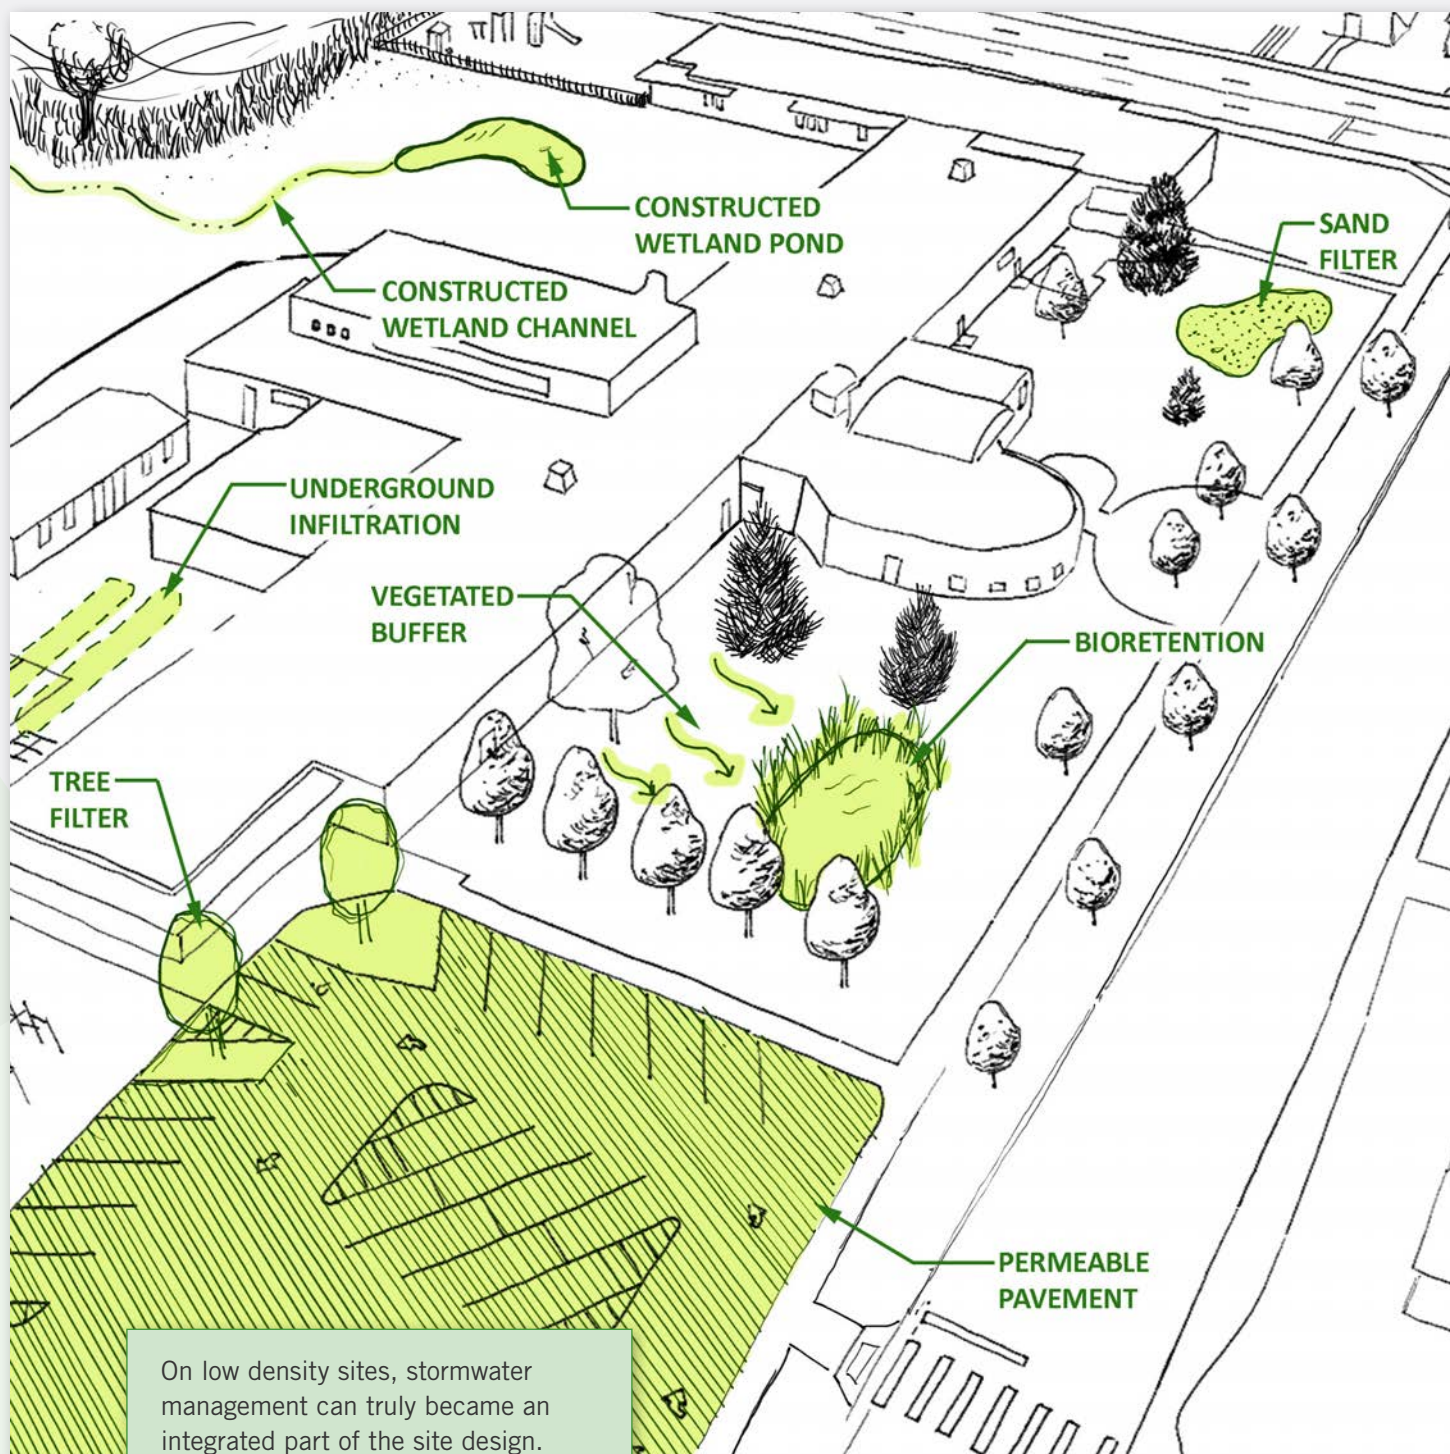 CONSTRUCTED
WETLAND POND
SAND
FILTER
CONSTRUCTED
WETLAND CHANNEL
UNDERGROUND
INFILTRATION
VEGETATED
BUFFER
BIORETENTION
TREE
FILTER
PERMEABLE
PAVEMENT
On low density sites, stormwater
management can truly became an
integrated part of the site design.